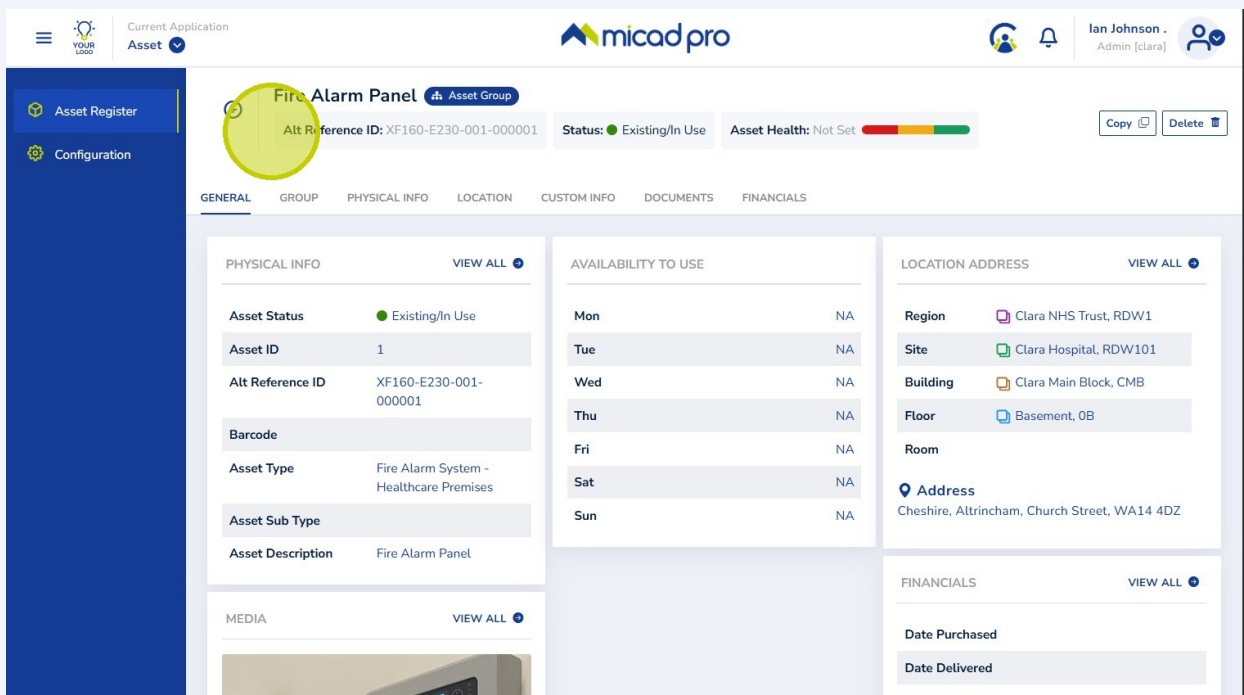 Current Application
Asset
YOUR
LOGO
micad pro
Ian Johnson .
Admin [clara]
Asset Register
Configuration
Fire Alarm Panel
Asset Group
Alt Reference ID: XF160-E230-001-000001
Status: Existing/In Use
Asset Health: Not Set
Copy
Delete
GENERAL
GROUP
PHYSICAL INFO
LOCATION
CUSTOM INFO
DOCUMENTS
FINANCIALS
PHYSICAL INFO
VIEW ALL
Asset Status
Existing/In Use
Asset ID
1
Alt Reference ID
XF160-E230-001-
000001
Barcode
Asset Type
Fire Alarm System -
Healthcare Premises
Asset Sub Type
Asset Description
Fire Alarm Panel
MEDIA
VIEW ALL
AVAILABILITY TO USE
Mon NA
Tue NA
Wed NA
Thu NA
Fri NA
Sat NA
Sun NA
LOCATION ADDRESS
VIEW ALL
Region
Clara NHS Trust, RDW1
Site
Clara Hospital, RDW101
Building
Clara Main Block, CMB
Floor
Basement, 0B
Room
Address
Cheshire, Altrincham, Church Street, WA14 4DZ
FINANCIALS
VIEW ALL
Date Purchased
Date Delivered